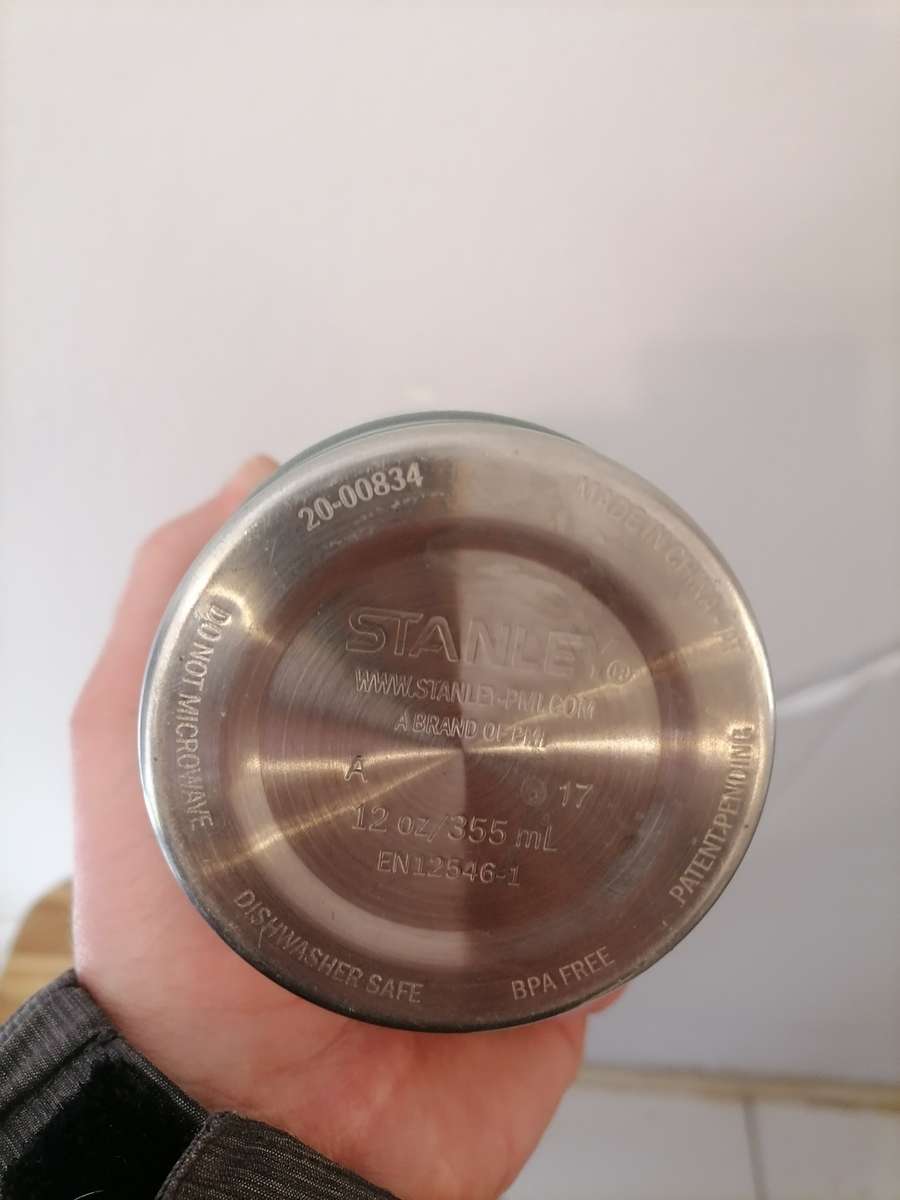 20-00834
MADE IN CHINA - PT
STANLEY®
WWW.STANLEY-PMI.COM
A BRAND OF PMI
A
17
12 oz/355 mL
EN12546-1
DO NOT MICROWAVE
DISHWASHER SAFE
BPA FREE
PATENT-PENDING